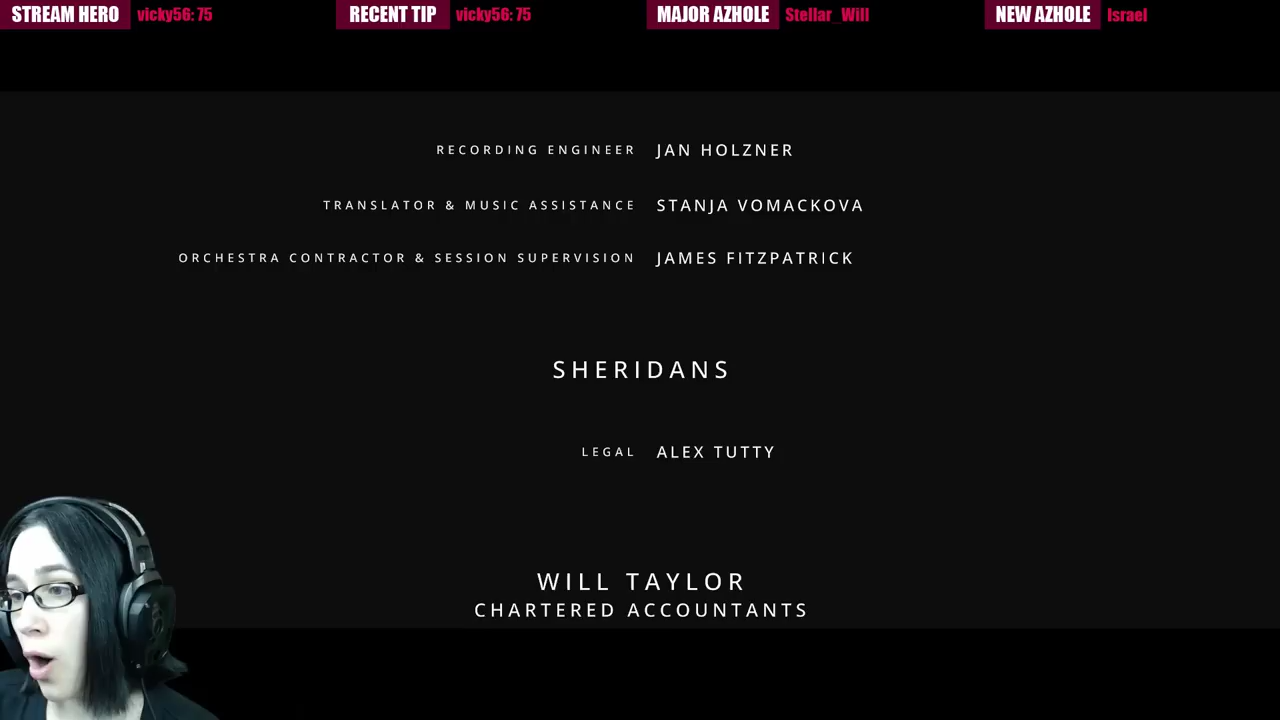 STREAM HERO vicky56: 75 RECENT TIP vicky56: 75 MAJOR AZHOLE Stellar_Will NEW AZHOLE Israel
RECORDING ENGINEER JAN HOLZNER
TRANSLATOR & MUSIC ASSISTANCE STANJA VOMACKOVA
ORCHESTRA CONTRACTOR & SESSION SUPERVISION JAMES FITZPATRICK
SHERIDANS
LEGAL ALEX TUTTY
WILL TAYLOR
CHARTERED ACCOUNTANTS